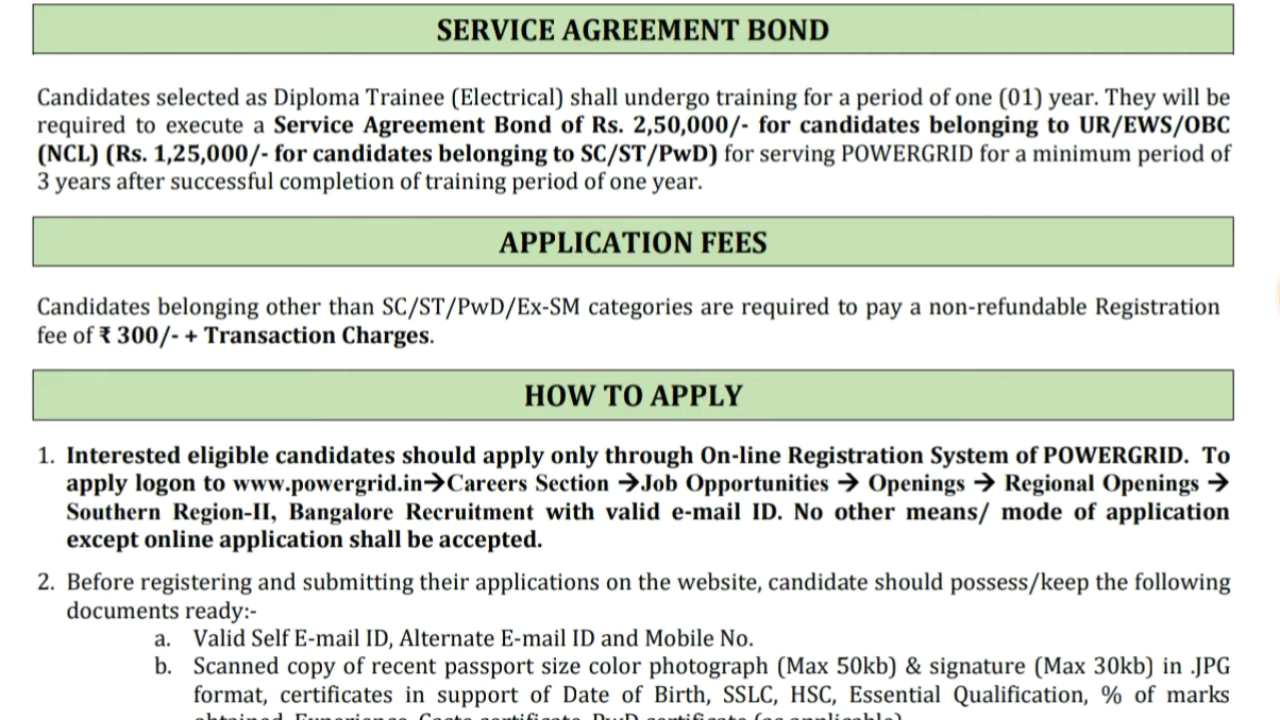 SERVICE AGREEMENT BOND
Candidates selected as Diploma Trainee (Electrical) shall undergo training for a period of one (01) year. They will be
required to execute a Service Agreement Bond of Rs. 2,50,000/- for candidates belonging to UR/EWS/OBC
(NCL) (Rs. 1,25,000/- for candidates belonging to SC/ST/PwD) for serving POWERGRID for a minimum period of
3 years after successful completion of training period of one year.
APPLICATION FEES
Candidates belonging other than SC/ST/PwD/Ex-SM categories are required to pay a non-refundable Registration
fee of ₹ 300/- + Transaction Charges.
HOW TO APPLY
1. Interested eligible candidates should apply only through On-line Registration System of POWERGRID. To
apply logon to www.powergrid.in→Careers Section →Job Opportunities → Openings → Regional Openings →
Southern Region-II, Bangalore Recruitment with valid e-mail ID. No other means/ mode of application
except online application shall be accepted.
2. Before registering and submitting their applications on the website, candidate should possess/keep the following
documents ready:-
a. Valid Self E-mail ID, Alternate E-mail ID and Mobile No.
b. Scanned copy of recent passport size color photograph (Max 50kb) & signature (Max 30kb) in .JPG
format, certificates in support of Date of Birth, SSLC, HSC, Essential Qualification, % of marks
obtained, Experience, Caste certificate, PwD certificate (as applicable)